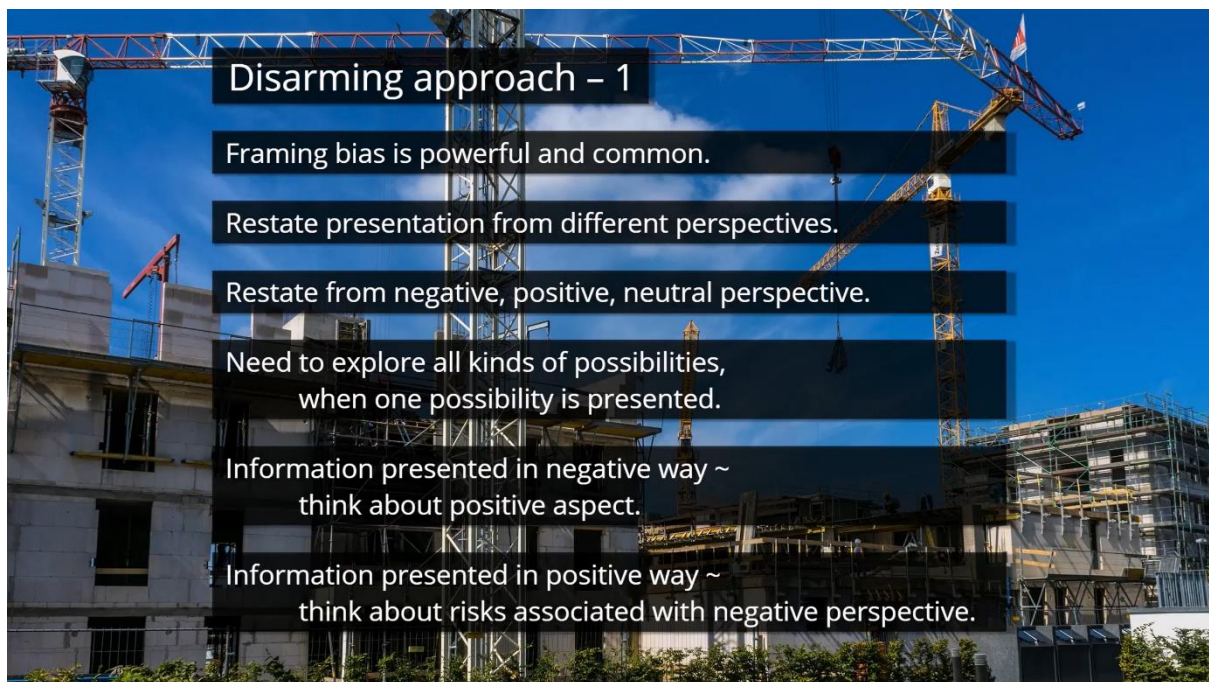 Disarming approach – 1
Framing bias is powerful and common.
Restate presentation from different perspectives.
Restate from negative, positive, neutral perspective.
Need to explore all kinds of possibilities,
when one possibility is presented.
Information presented in negative way ~
think about positive aspect.
Information presented in positive way ~
think about risks associated with negative perspective.